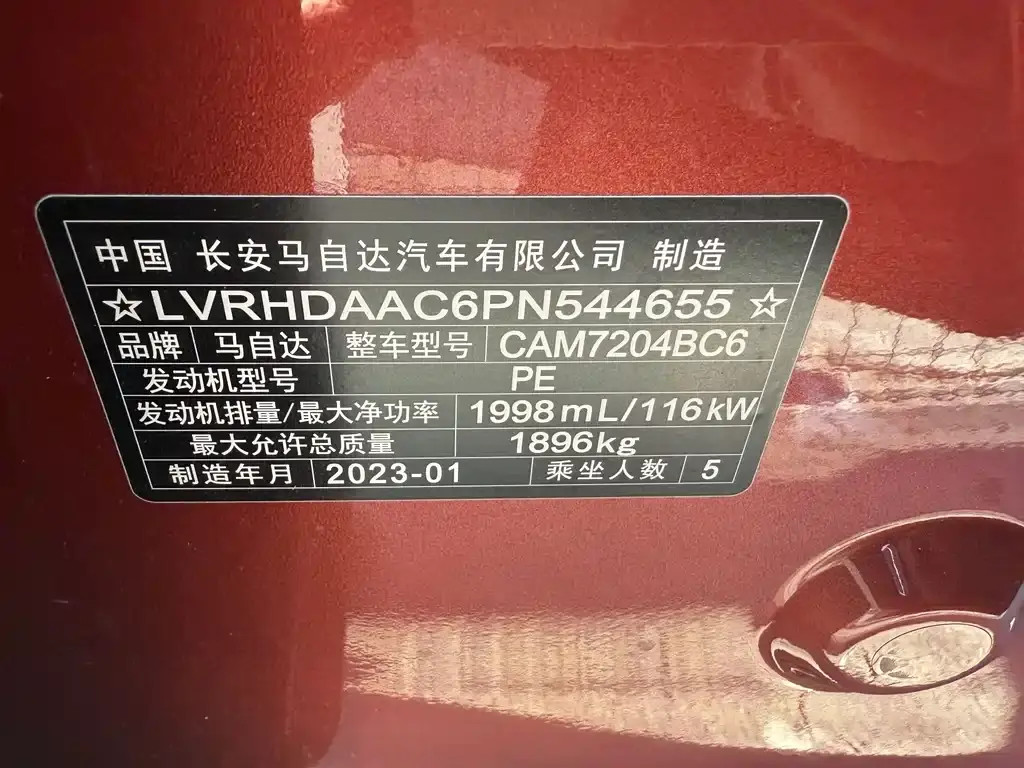 中国 长安马自达汽车有限公司 制造
☆LVRHDAAC6PN544655☆
品牌 马自达 整车型号 CAM7204BC6
发动机型号 PE
发动机排量/最大净功率 1998mL/116kW
最大允许总质量 1896kg
制造年月 2023-01 乘坐人数 5